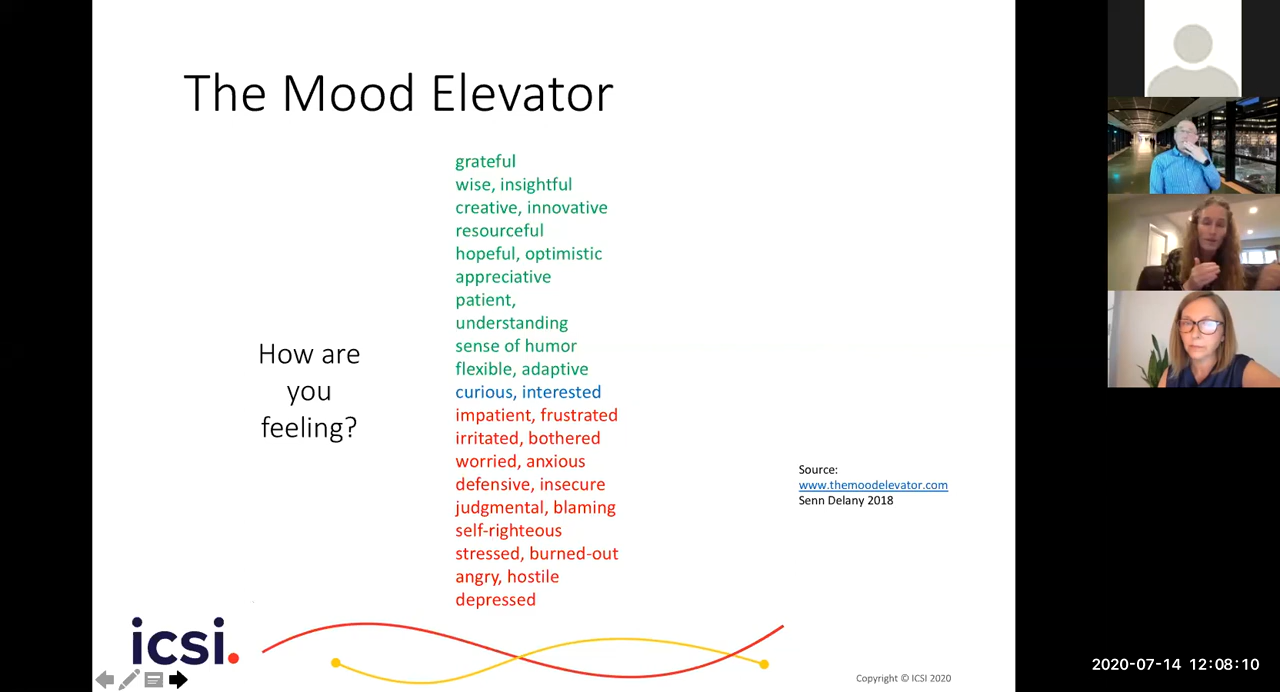 The Mood Elevator
grateful
wise, insightful
creative, innovative
resourceful
hopeful, optimistic
appreciative
patient,
understanding
sense of humor
flexible, adaptive
curious, interested
impatient, frustrated
irritated, bothered
worried, anxious
defensive, insecure
judgmental, blaming
self-righteous
stressed, burned-out
angry, hostile
depressed
How are
you
feeling?
Source:
www.themoodelevator.com
Senn Delany 2018
icsi.
Copyright © ICSI 2020
2020-07-14 12:08:10